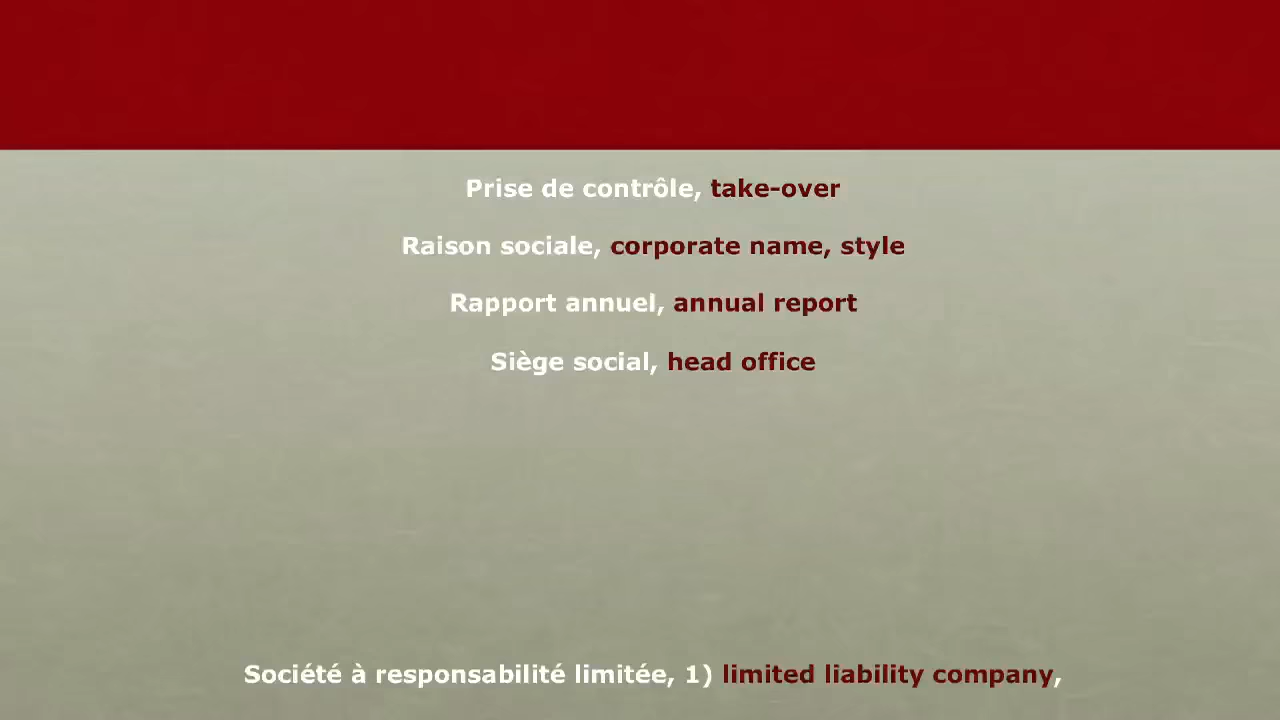 Prise de contrôle, take-over
Raison sociale, corporate name, style
Rapport annuel, annual report
Siège social, head office
Société à responsabilité limitée, 1) limited liability company,